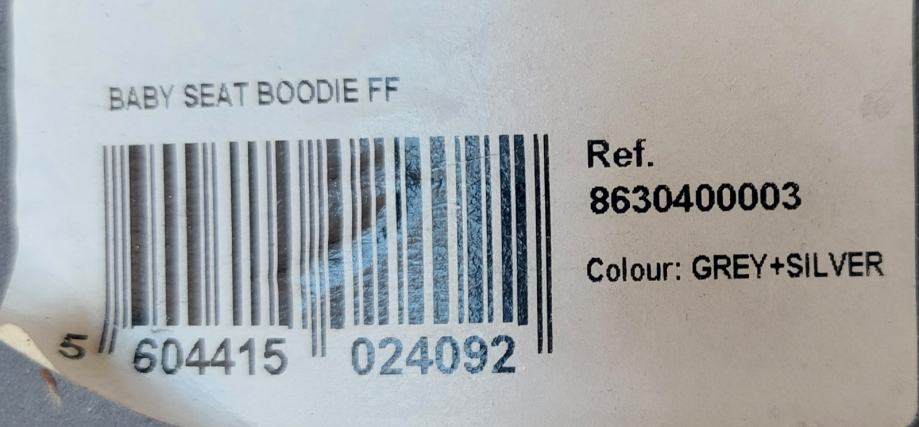 BABY SEAT BOODIE FF
Ref.
8630400003
Colour: GREY+SILVER
5 604415 024092